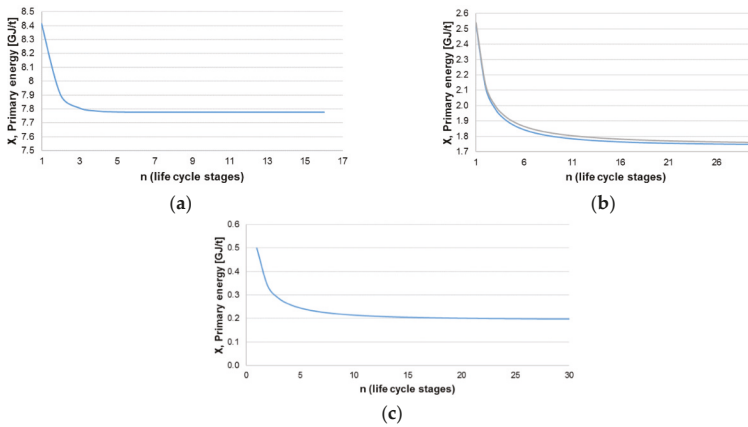 8.5
8.4
8.3
8.2
8.1
8
7.9
7.8
7.7
7.6
7.5
X, Primary energy [GJ/t]
1 3 5 7 9 11 13 15 17
n (life cycle stages)
(a)
2.6
2.5
2.4
2.3
2.2
2.1
2.0
1.9
1.8
1.7
X, Primary energy [GJ/t]
1 6 11 16 21 26
n (life cycle stages)
(b)
0.6
0.5
0.4
0.3
0.2
0.1
0.0
X, Primary energy [GJ/t]
0 5 10 15 20 25 30
n (life cycle stages)
(c)